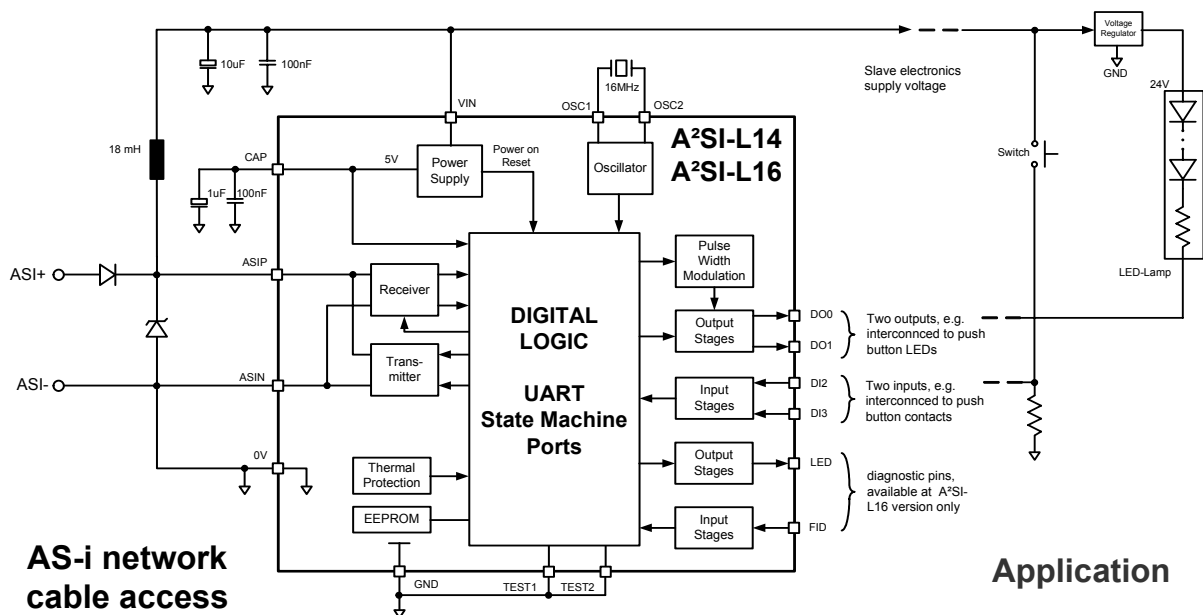 10uF
100nF
16MHz
OSC1
OSC2
VIN
Slave electronics
supply voltage
Voltage
Regulator
GND
24V
18 mH
CAP
5V
Power
Supply
Power on
Reset
Oscillator
A²SI-L14
A²SI-L16
Switch
1uF
100nF
LED-Lamp
ASI+
ASIP
Receiver
Pulse
Width
Modulation
DIGITAL
LOGIC
UART
State Machine
Ports
Output
Stages
DO0
DO1
Two outputs, e.g.
interconnced to push
button LEDs
Trans-
mitter
ASI-
ASIN
Input
Stages
DI2
DI3
Two inputs, e.g.
interconnced to push
button contacts
0V
Thermal
Protection
Output
Stages
LED
diagnostic pins,
available at A²SI-
L16 version only
EEPROM
Input
Stages
FID
AS-i network
cable access
GND
TEST1
TEST2
Application